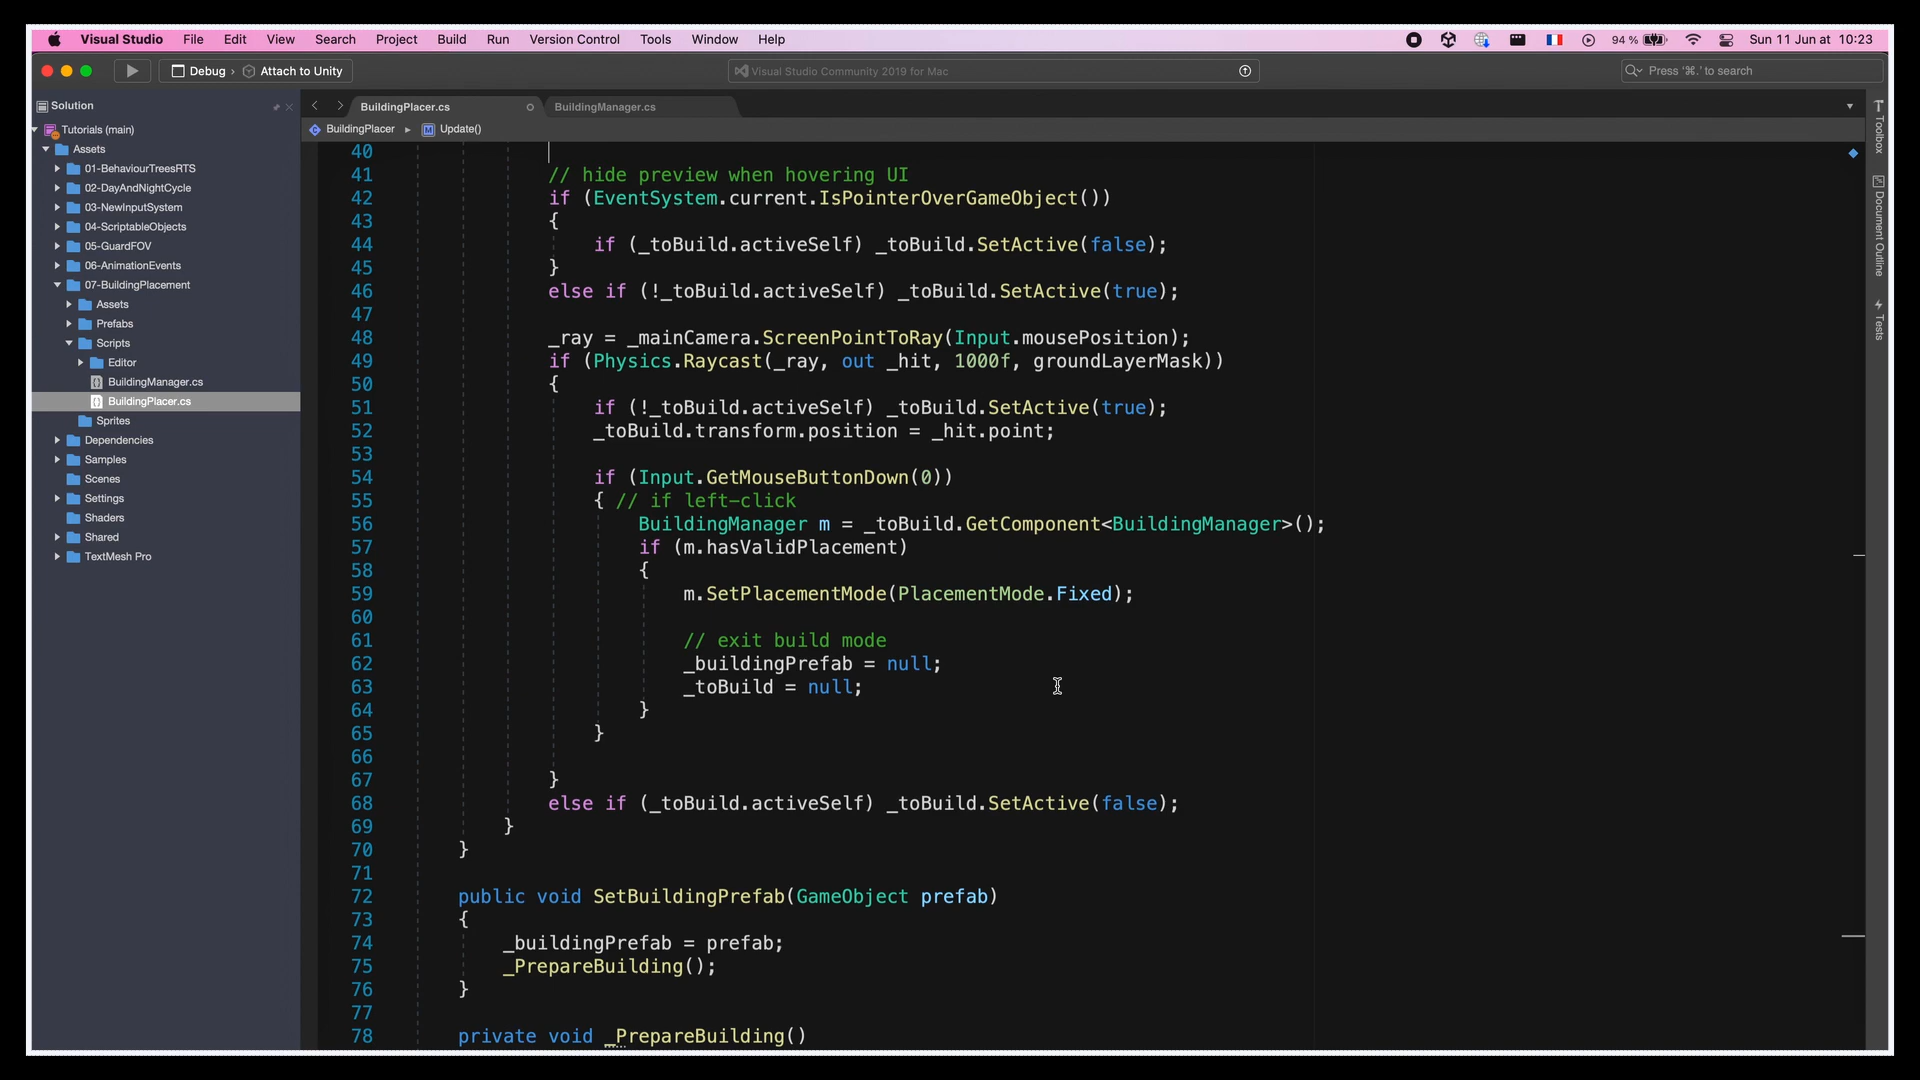 Visual Studio File Edit View Search Project Build Run Version Control Tools Window Help 94 % Sun 11 Jun at 10:23
Debug › Attach to Unity Visual Studio Community 2019 for Mac Press '⌘.' to search
Solution
Tutorials (main)
Assets
01-BehaviourTreesRTS
02-DayAndNightCycle
03-NewInputSystem
04-ScriptableObjects
05-GuardFOV
06-AnimationEvents
07-BuildingPlacement
Assets
Prefabs
Scripts
Editor
BuildingManager.cs
BuildingPlacer.cs
Sprites
Dependencies
Samples
Scenes
Settings
Shaders
Shared
TextMesh Pro
BuildingPlacer.cs BuildingManager.cs
BuildingPlacer ▸ M Update()
40
41 // hide preview when hovering UI
42 if (EventSystem.current.IsPointerOverGameObject())
43 {
44 if (_toBuild.activeSelf) _toBuild.SetActive(false);
45 }
46 else if (!_toBuild.activeSelf) _toBuild.SetActive(true);
47
48 _ray = _mainCamera.ScreenPointToRay(Input.mousePosition);
49 if (Physics.Raycast(_ray, out _hit, 1000f, groundLayerMask))
50 {
51 if (!_toBuild.activeSelf) _toBuild.SetActive(true);
52 _toBuild.transform.position = _hit.point;
53
54 if (Input.GetMouseButtonDown(0))
55 { // if left-click
56 BuildingManager m = _toBuild.GetComponent<BuildingManager>();
57 if (m.hasValidPlacement)
58 {
59 m.SetPlacementMode(PlacementMode.Fixed);
60
61 // exit build mode
62 _buildingPrefab = null;
63 _toBuild = null;
64 }
65 }
66
67 }
68 else if (_toBuild.activeSelf) _toBuild.SetActive(false);
69 }
70 }
71
72 public void SetBuildingPrefab(GameObject prefab)
73 {
74 _buildingPrefab = prefab;
75 _PrepareBuilding();
76 }
77
78 private void _PrepareBuilding()
Toolbox
Document Outline
Tests